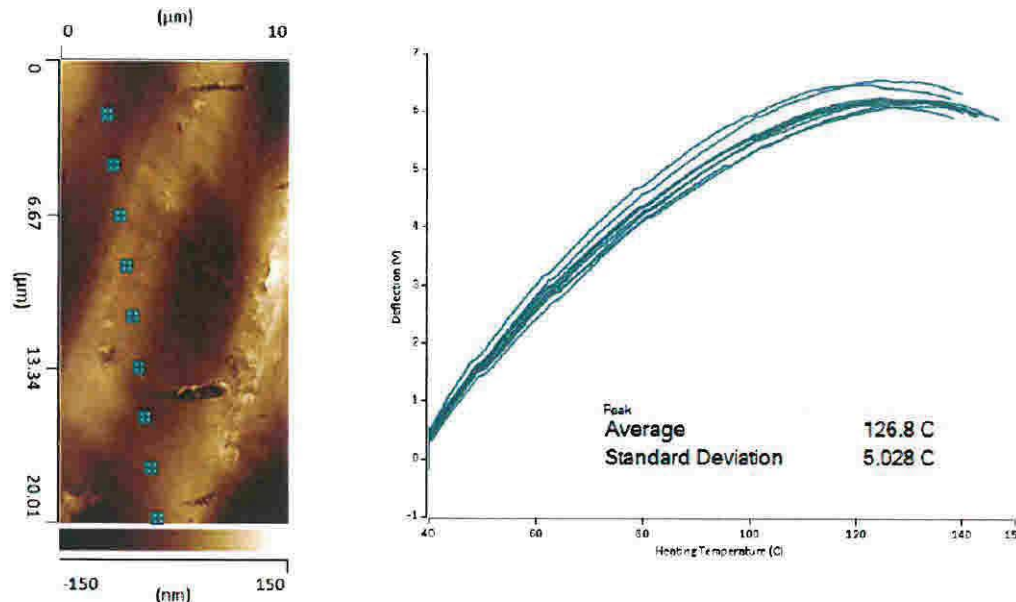 (μm)
0 10
0
6.67
13.34
20.01
(μm)
-150 150
(nm)
7
6
5
4
3
2
1
0
-1
Deflection (V)
40 60 80 100 120 140 150
Heating Temperature (C)
Peak
Average 126.8 C
Standard Deviation 5.028 C